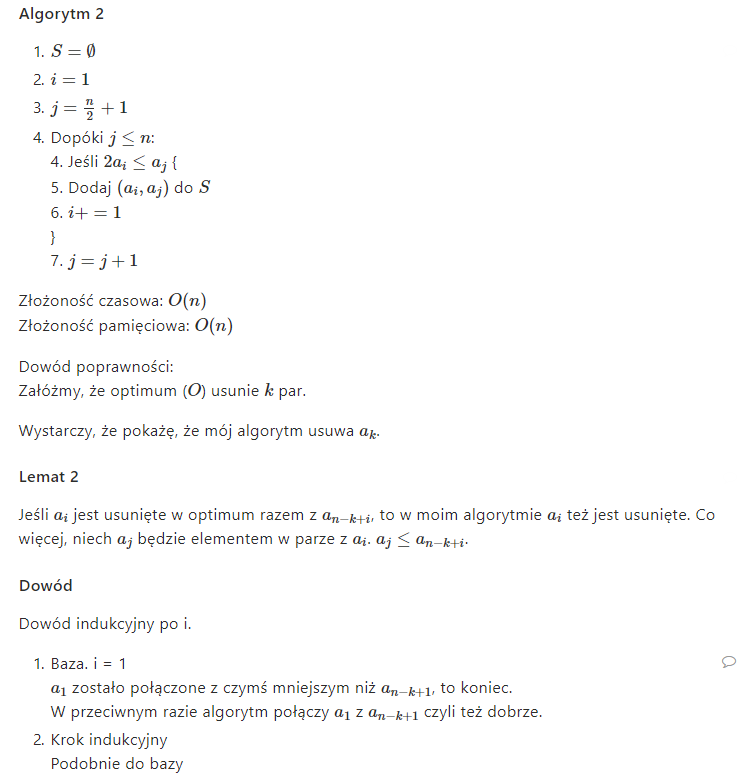 Algorytm 2
1. S = ∅
2. i = 1
3. j = n/2 + 1
4. Dopóki j ≤ n:
4. Jeśli 2a_i ≤ a_j {
5. Dodaj (a_i, a_j) do S
6. i+ = 1
}
7. j = j + 1
Złożoność czasowa: O(n)
Złożoność pamięciowa: O(n)
Dowód poprawności:
Załóżmy, że optimum (O) usunie k par.
Wystarczy, że pokażę, że mój algorytm usuwa a_k.
Lemat 2
Jeśli a_i jest usunięte w optimum razem z a_{n−k+i}, to w moim algorytmie a_i też jest usunięte. Co
więcej, niech a_j będzie elementem w parze z a_i. a_j ≤ a_{n−k+i}.
Dowód
Dowód indukcyjny po i.
1. Baza. i = 1
a_1 zostało połączone z czymś mniejszym niż a_{n−k+1}, to koniec.
W przeciwnym razie algorytm połączy a_1 z a_{n−k+1} czyli też dobrze.
2. Krok indukcyjny
Podobnie do bazy